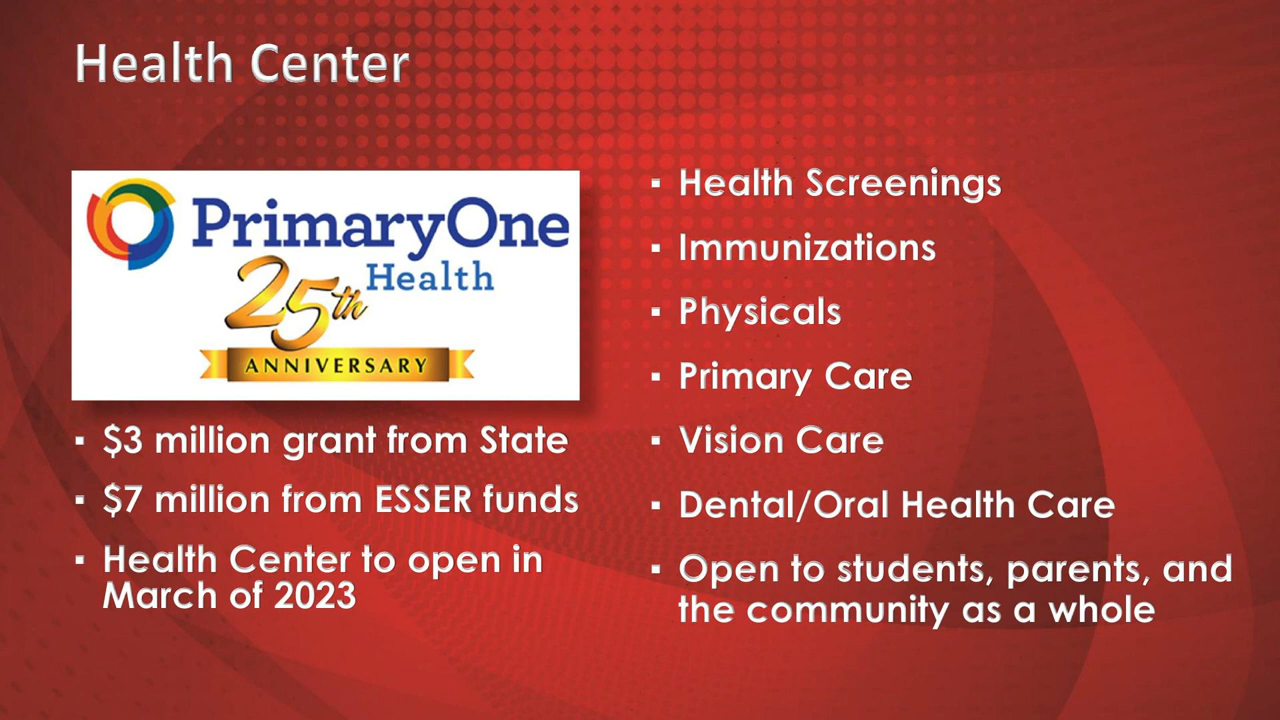 Health Center
PrimaryOne
Health
25th
ANNIVERSARY
▪ $3 million grant from State
▪ $7 million from ESSER funds
▪ Health Center to open in
March of 2023
▪ Health Screenings
▪ Immunizations
▪ Physicals
▪ Primary Care
▪ Vision Care
▪ Dental/Oral Health Care
▪ Open to students, parents, and
the community as a whole